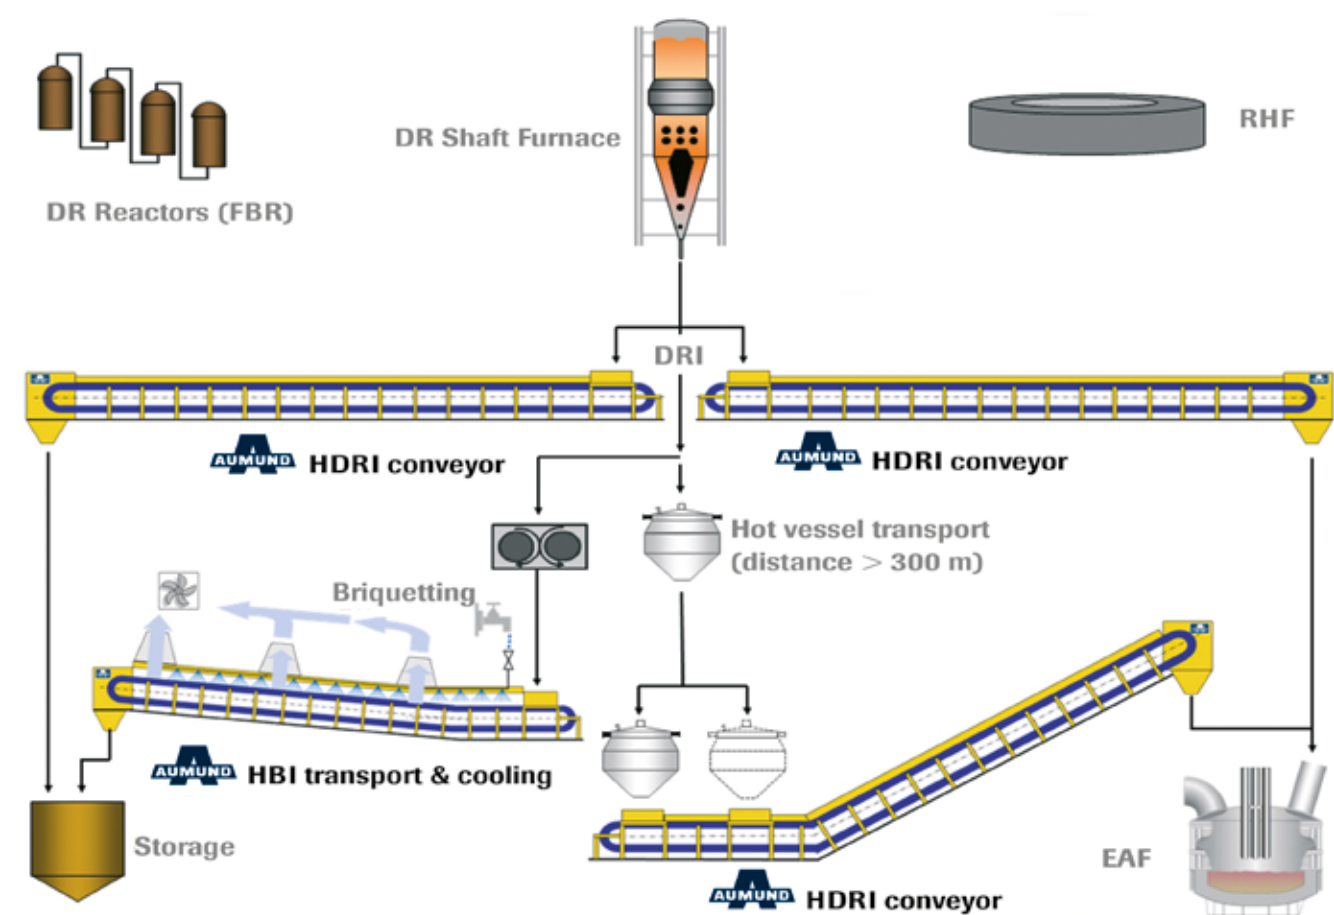 DR Shaft Furnace
RHF
DR Reactors (FBR)
DRI
AUMUND HDRI conveyor
AUMUND HDRI conveyor
Hot vessel transport
(distance > 300 m)
Briquetting
AUMUND HBI transport & cooling
Storage
EAF
AUMUND HDRI conveyor